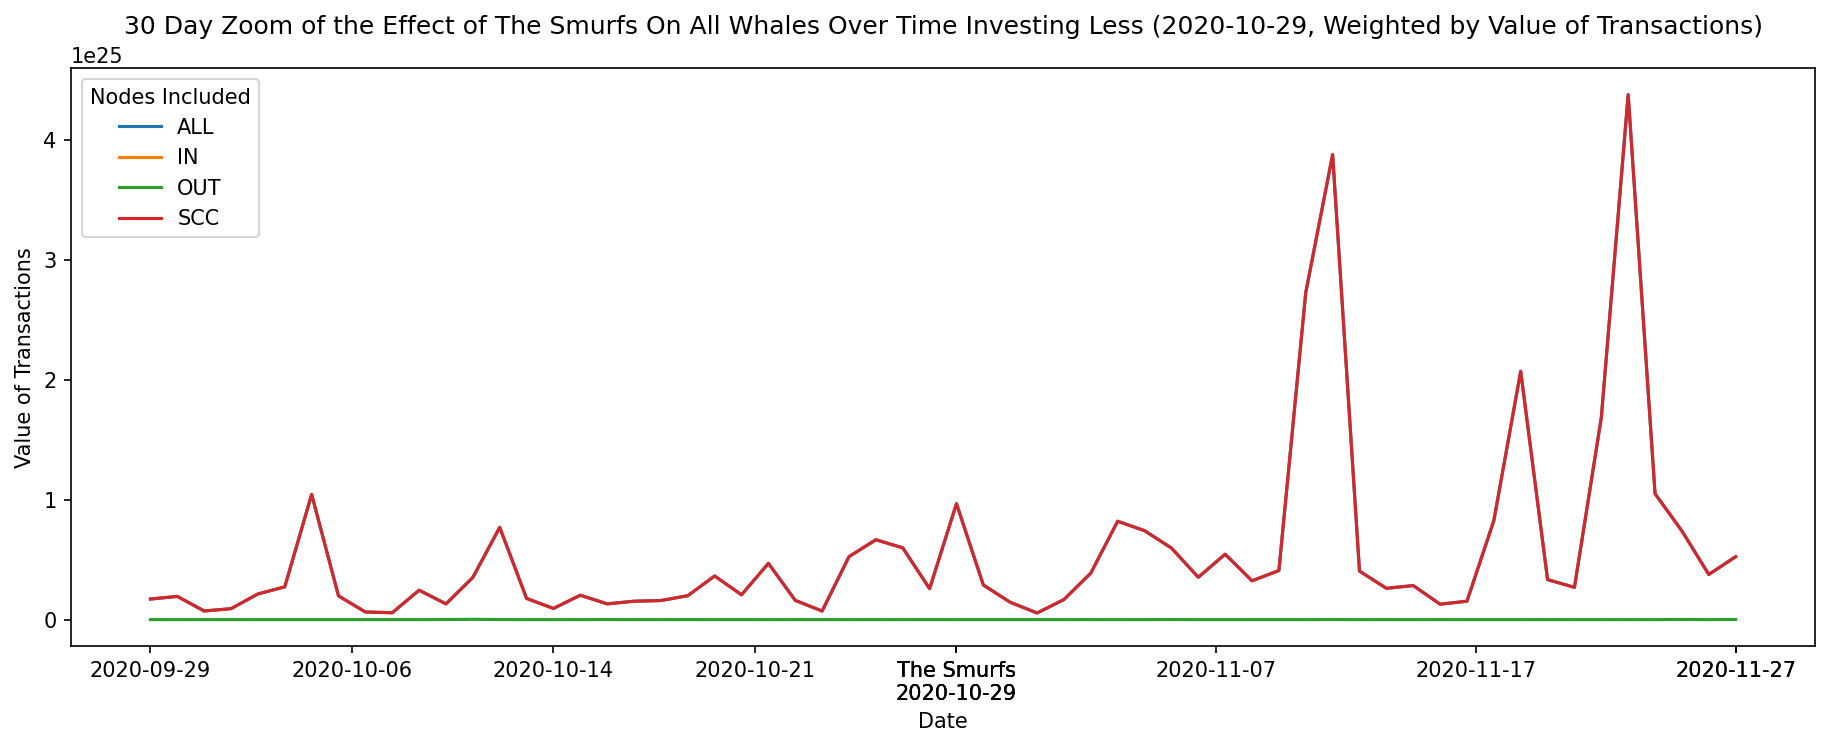 30 Day Zoom of the Effect of The Smurfs On All Whales Over Time Investing Less (2020-10-29, Weighted by Value of Transactions)
1e25
Nodes Included
ALL
IN
OUT
SCC
4
3
2
1
0
Value of Transactions
2020-09-29
2020-10-06
2020-10-14
2020-10-21
The Smurfs
2020-10-29
2020-11-07
2020-11-17
2020-11-27
Date